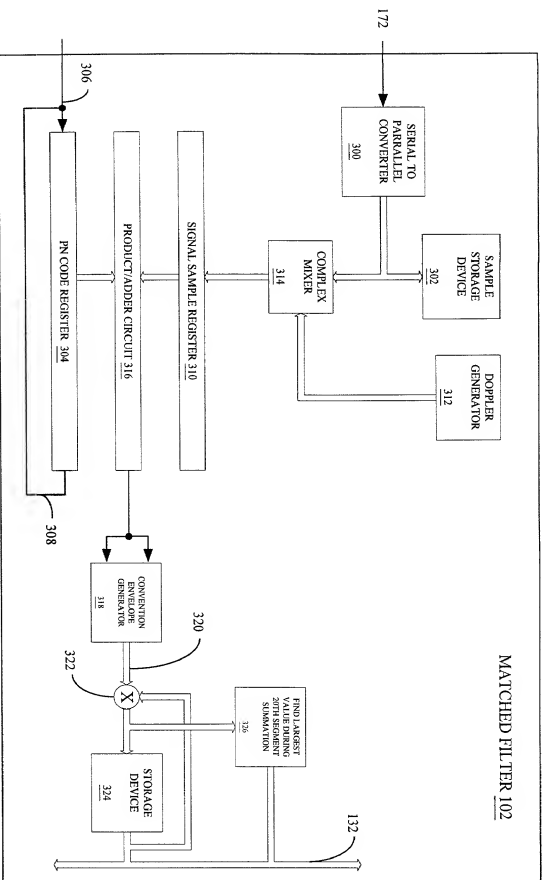 MATCHED FILTER 102
172
SERIAL TO
PARRALLEL
CONVERTER
300
SAMPLE
STORAGE
DEVICE
302
DOPPLER
GENERATOR
312
COMPLEX
MIXER
314
SIGNAL SAMPLE REGISTER 310
PRODUCT/ADDER CIRCUIT 316
306
PN CODE REGISTER 304
308
CONVENTION
ENVELOPE
GENERATOR
318
320
322
X
FIND LARGEST
VALUE DURING
20TH SEGMENT
SUMMATION
326
STORAGE
DEVICE
324
132